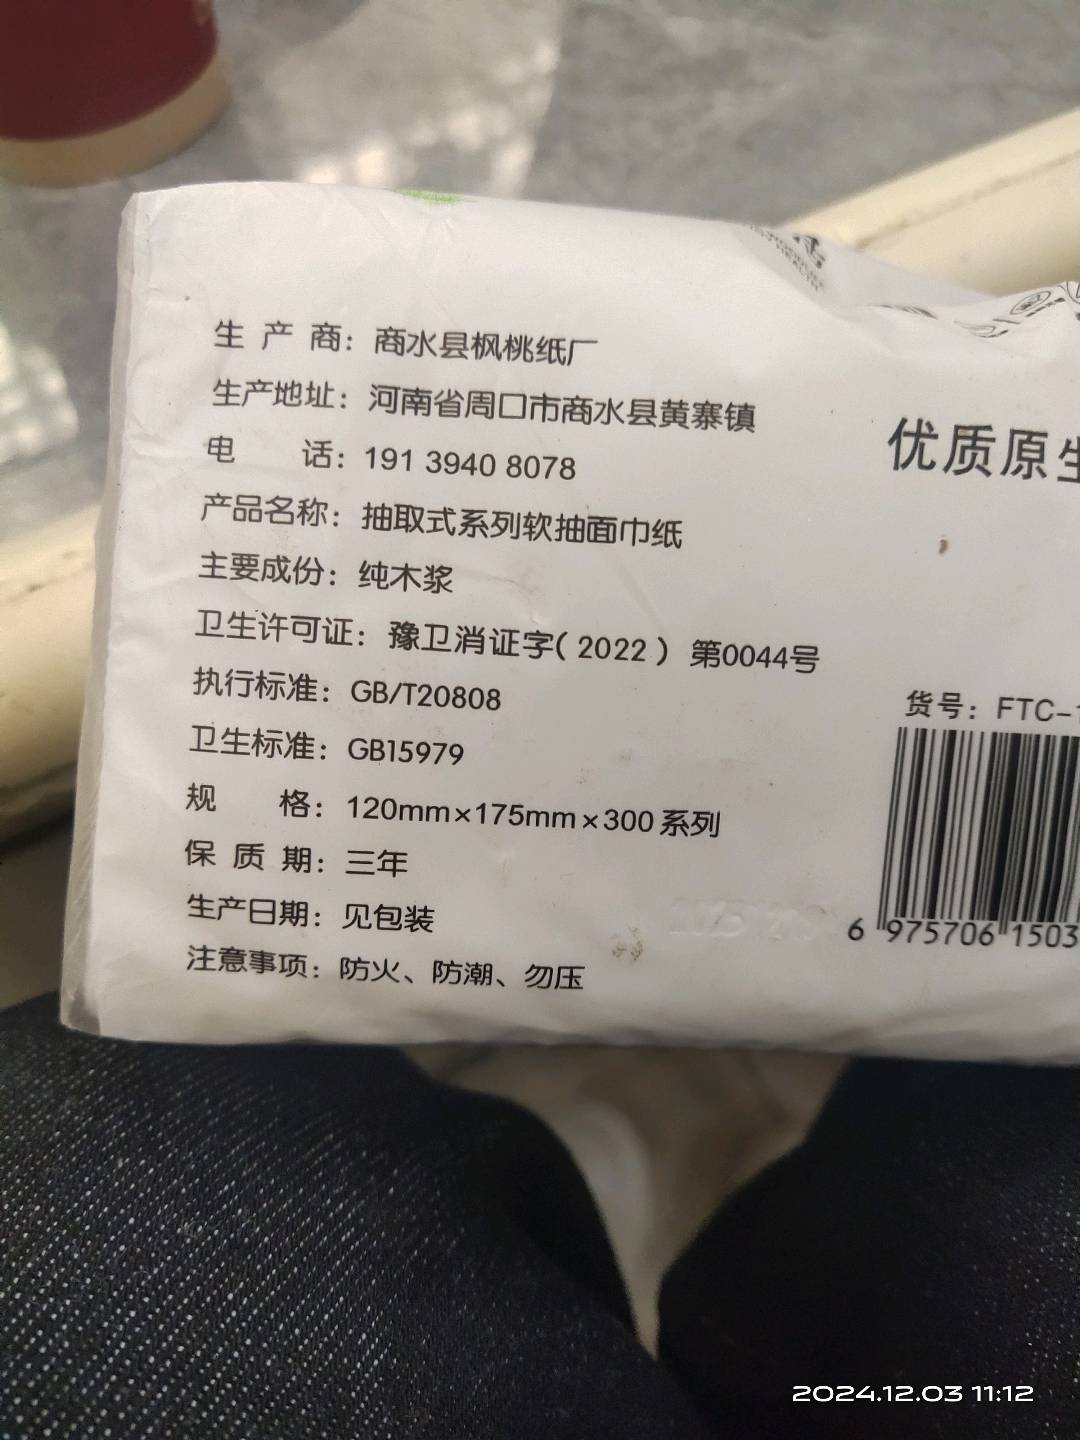 生产商：商水县枫桃纸厂
生产地址：河南省周口市商水县黄寨镇
电话：191 3940 8078
产品名称：抽取式系列软抽面巾纸
主要成份：纯木浆
卫生许可证：豫卫消证字(2022) 第0044号
执行标准：GB/T20808
卫生标准：GB15979
规格：120mm×175mm×300系列
保质期：三年
生产日期：见包装
注意事项：防火、防潮、勿压
优质原生
货号：FTC-
6 975706 1503
2024.12.03 11:12